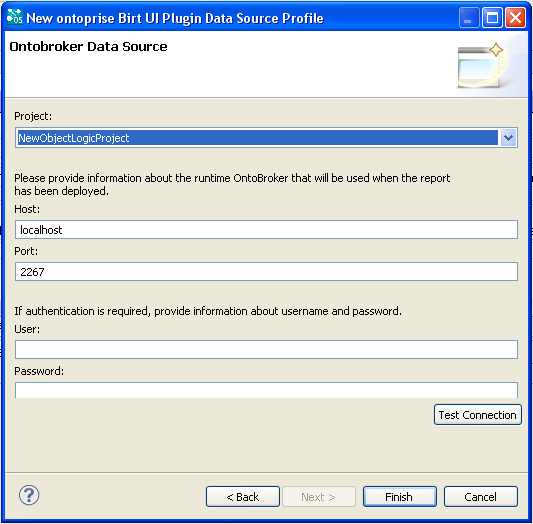 New ontoprise Birt UI Plugin Data Source Profile
Ontobroker Data Source
Project:
NewObjectLogicProject
Please provide information about the runtime OntoBroker that will be used when the report
has been deployed.
Host:
localhost
Port:
2267
If authentication is required, provide information about username and password.
User:
Password:
Test Connection
? < Back Next > Finish Cancel